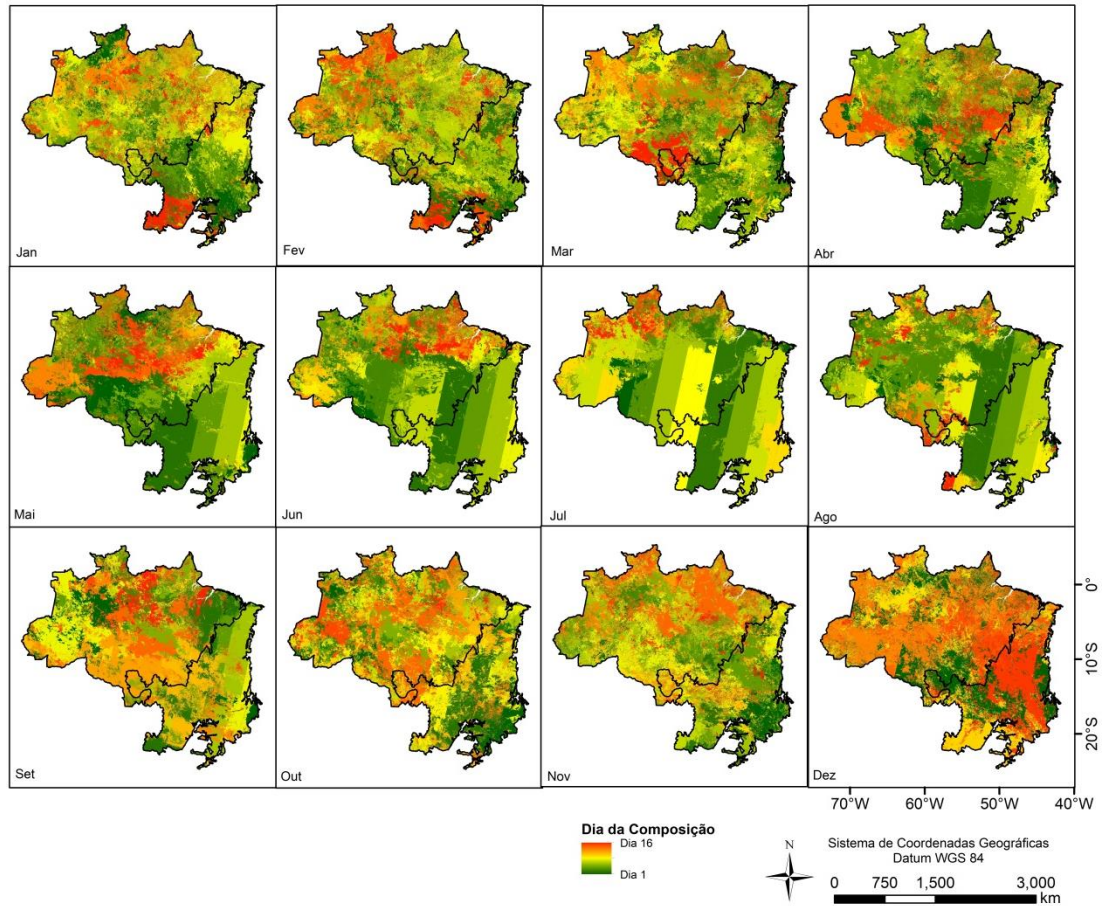 Jan
Fev
Mar
Abr
Mai
Jun
Jul
Ago
Set
Out
Nov
Dez
0°
10°S
20°S
70°W 60°W 50°W 40°W
Dia da Composição
Dia 16
Dia 1
N
Sistema de Coordenadas Geográficas
Datum WGS 84
0 750 1,500 3,000
km